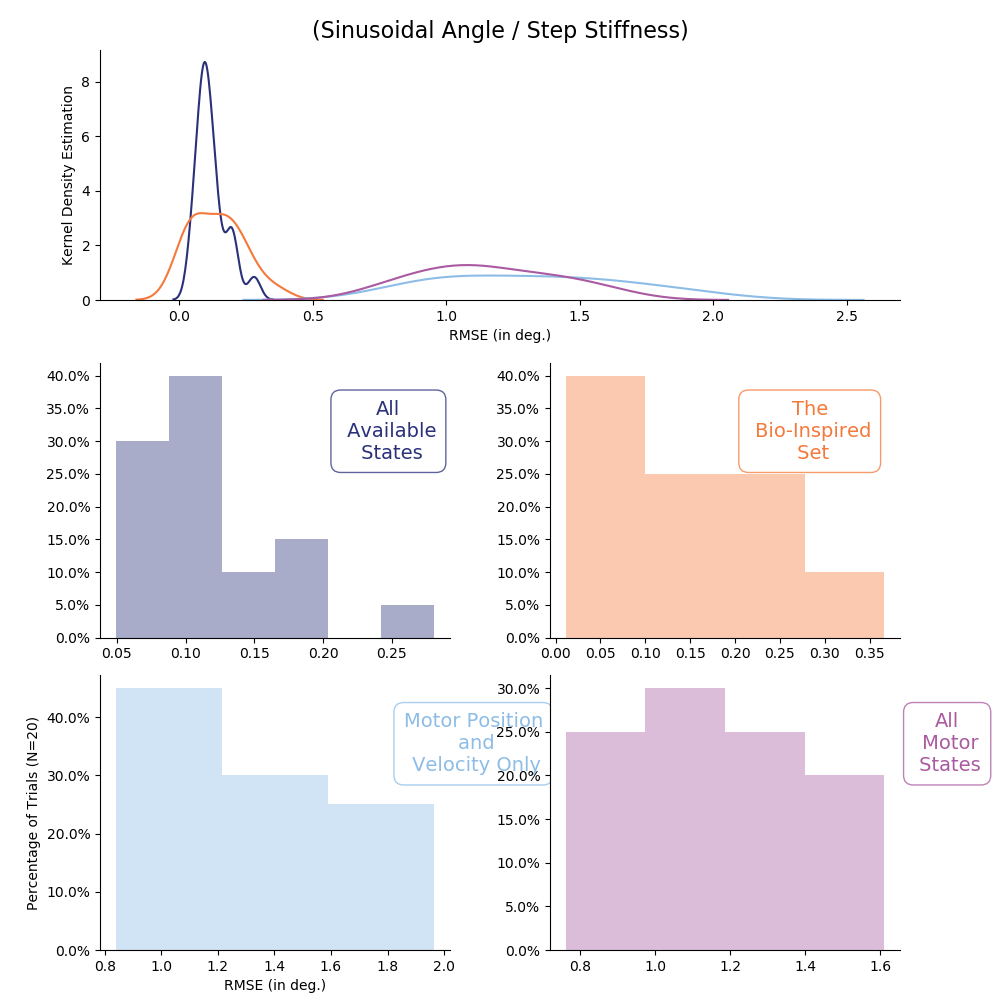 (Sinusoidal Angle / Step Stiffness)
Kernel Density Estimation
8
6
4
2
0
0.0 0.5 1.0 1.5 2.0 2.5
RMSE (in deg.)
40.0%
35.0%
30.0%
25.0%
20.0%
15.0%
10.0%
5.0%
0.0%
All
Available
States
0.05 0.10 0.15 0.20 0.25
40.0%
35.0%
30.0%
25.0%
20.0%
15.0%
10.0%
5.0%
0.0%
The
Bio-Inspired
Set
0.00 0.05 0.10 0.15 0.20 0.25 0.30 0.35
Percentage of Trials (N=20)
40.0%
30.0%
20.0%
10.0%
0.0%
Motor Position
and
Velocity Only
0.8 1.0 1.2 1.4 1.6 1.8 2.0
RMSE (in deg.)
30.0%
25.0%
20.0%
15.0%
10.0%
5.0%
0.0%
All
Motor
States
0.8 1.0 1.2 1.4 1.6